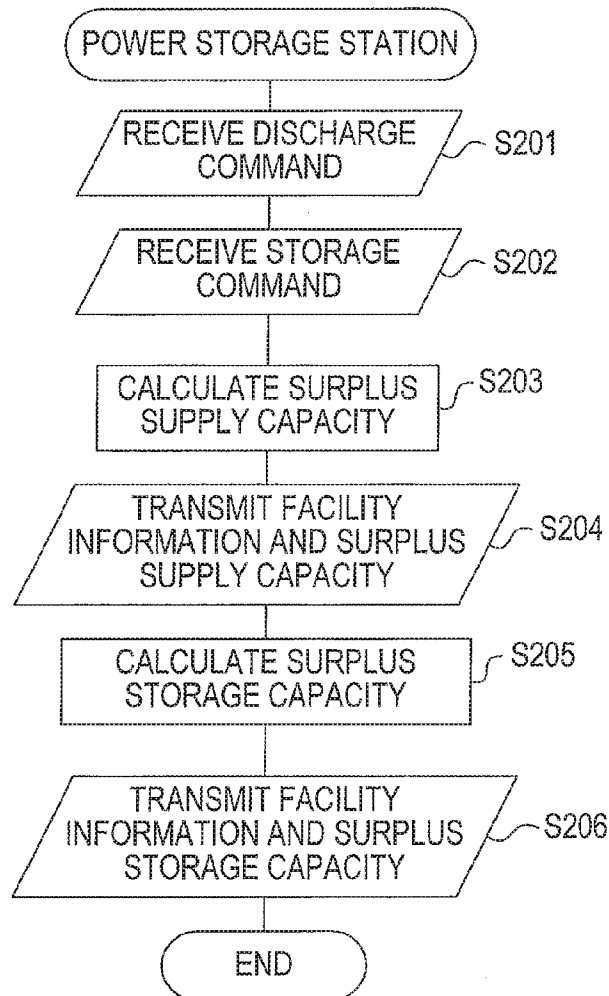 POWER STORAGE STATION
RECEIVE DISCHARGE
COMMAND
S201
RECEIVE STORAGE
COMMAND
S202
CALCULATE SURPLUS
SUPPLY CAPACITY
S203
TRANSMIT FACILITY
INFORMATION AND SURPLUS
SUPPLY CAPACITY
S204
CALCULATE SURPLUS
STORAGE CAPACITY
S205
TRANSMIT FACILITY
INFORMATION AND SURPLUS
STORAGE CAPACITY
S206
END